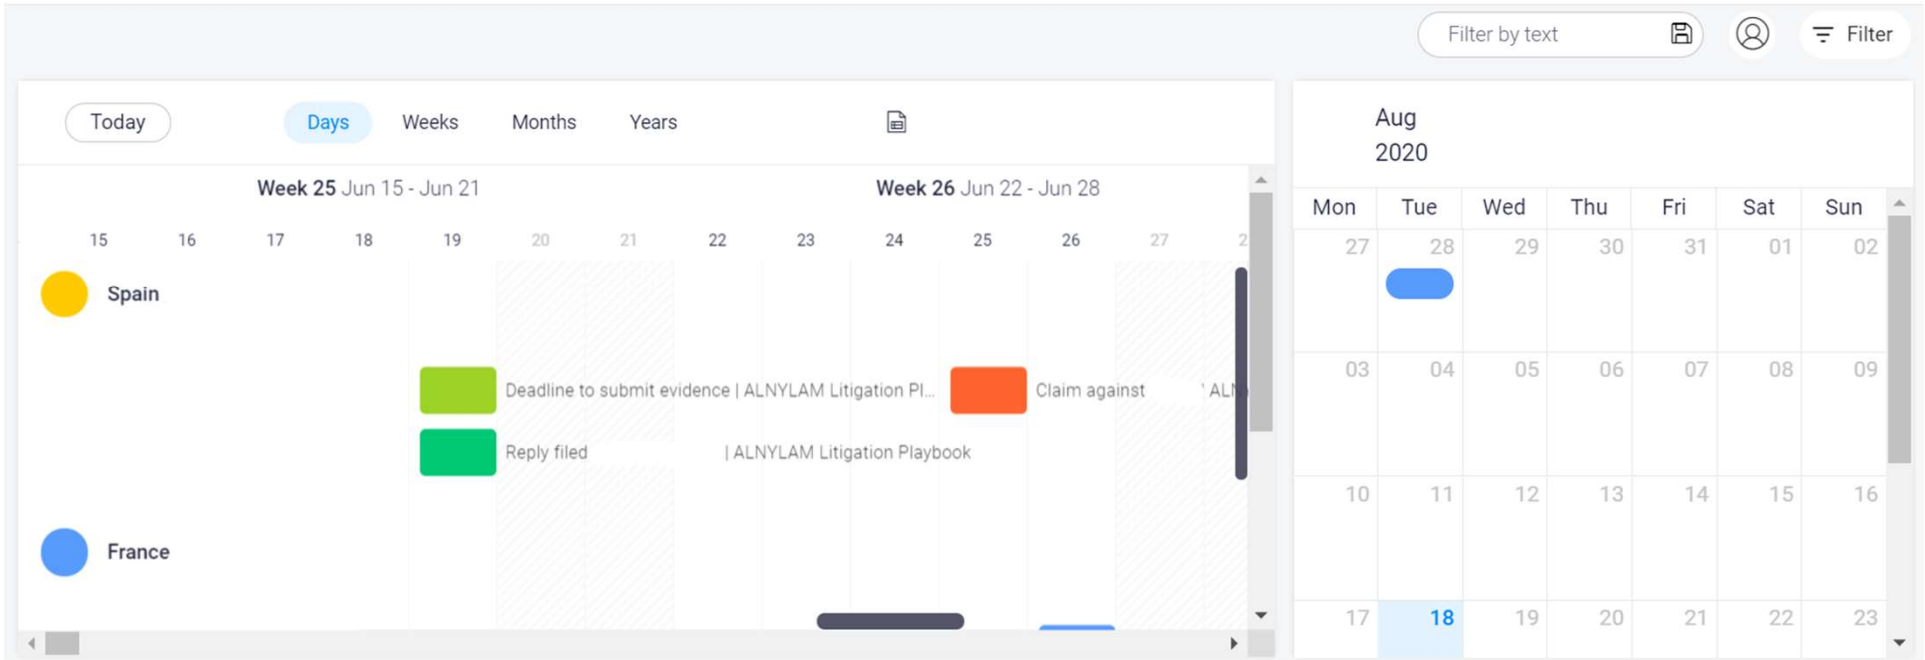 Filter by text
Filter
Today Days Weeks Months Years
Week 25 Jun 15 - Jun 21 Week 26 Jun 22 - Jun 28
15 16 17 18 19 20 21 22 23 24 25 26 27
Spain
Deadline to submit evidence | ALNYLAM Litigation Pl... Claim against
Reply filed | ALNYLAM Litigation Playbook
France
Aug
2020
Mon Tue Wed Thu Fri Sat Sun
27 28 29 30 31 01 02
03 04 05 06 07 08 09
10 11 12 13 14 15 16
17 18 19 20 21 22 23